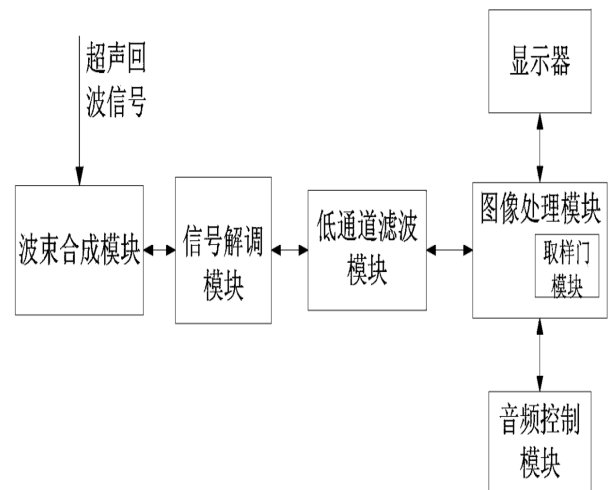 超声回
波信号
显示器
波束合成模块
信号解调
模块
低通道滤波
模块
图像处理模块
取样门
模块
音频控制
模块